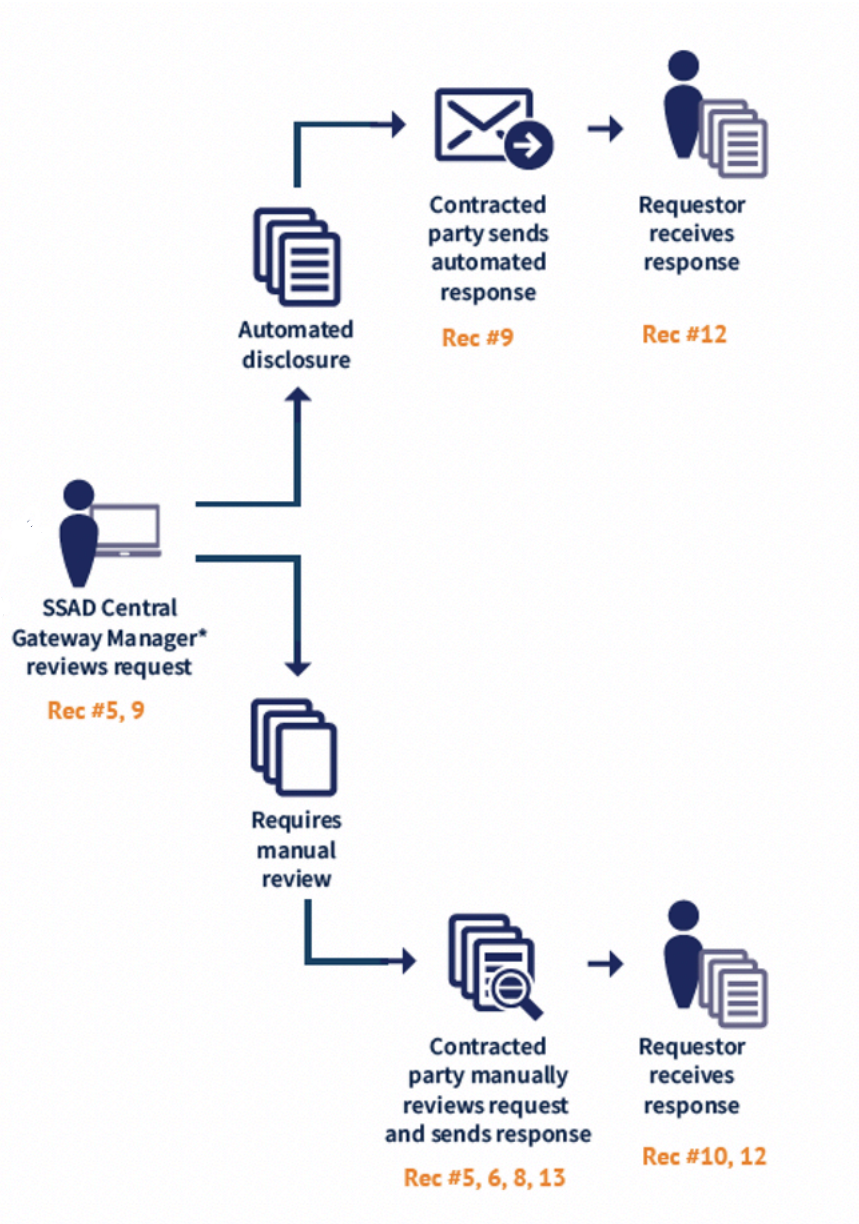 Contracted
party sends
automated
response
Rec #9
Requestor
receives
response
Rec #12
Automated
disclosure
SSAD Central
Gateway Manager*
reviews request
Rec #5, 9
Requires
manual
review
Contracted
party manually
reviews request
and sends response
Rec #5, 6, 8, 13
Requestor
receives
response
Rec #10, 12